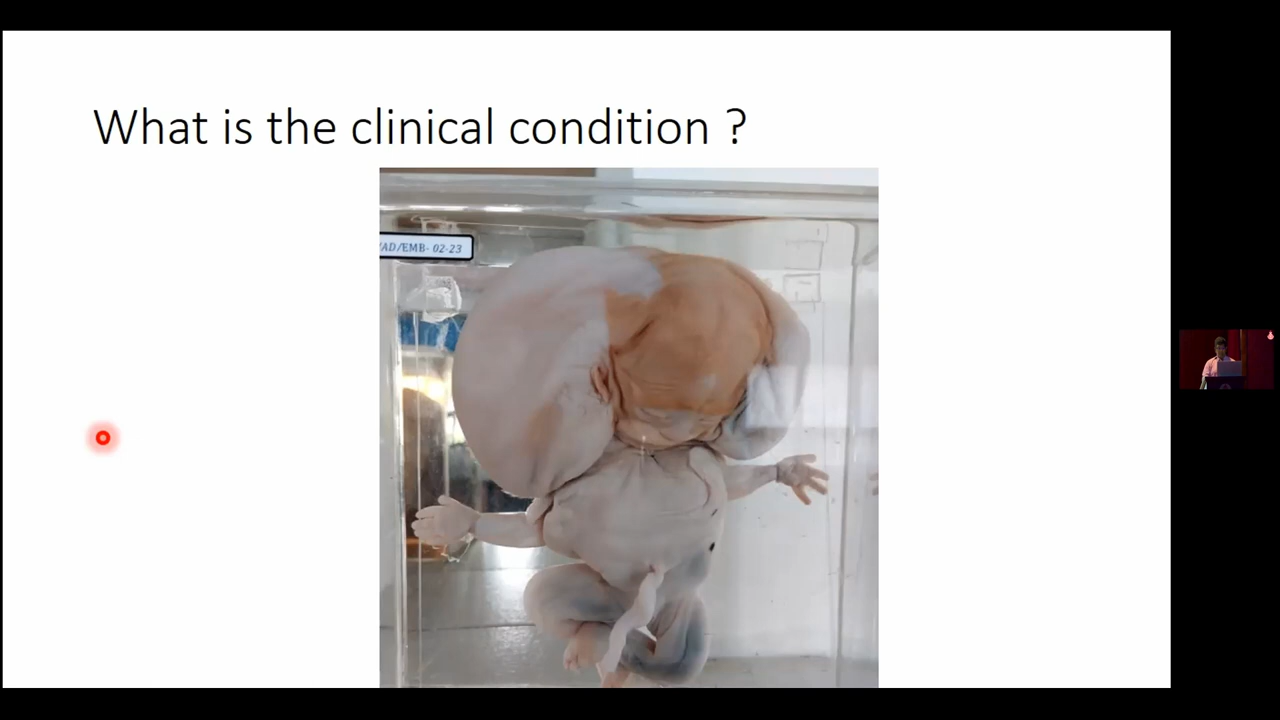 What is the clinical condition ?
AD/EMB- 02-23